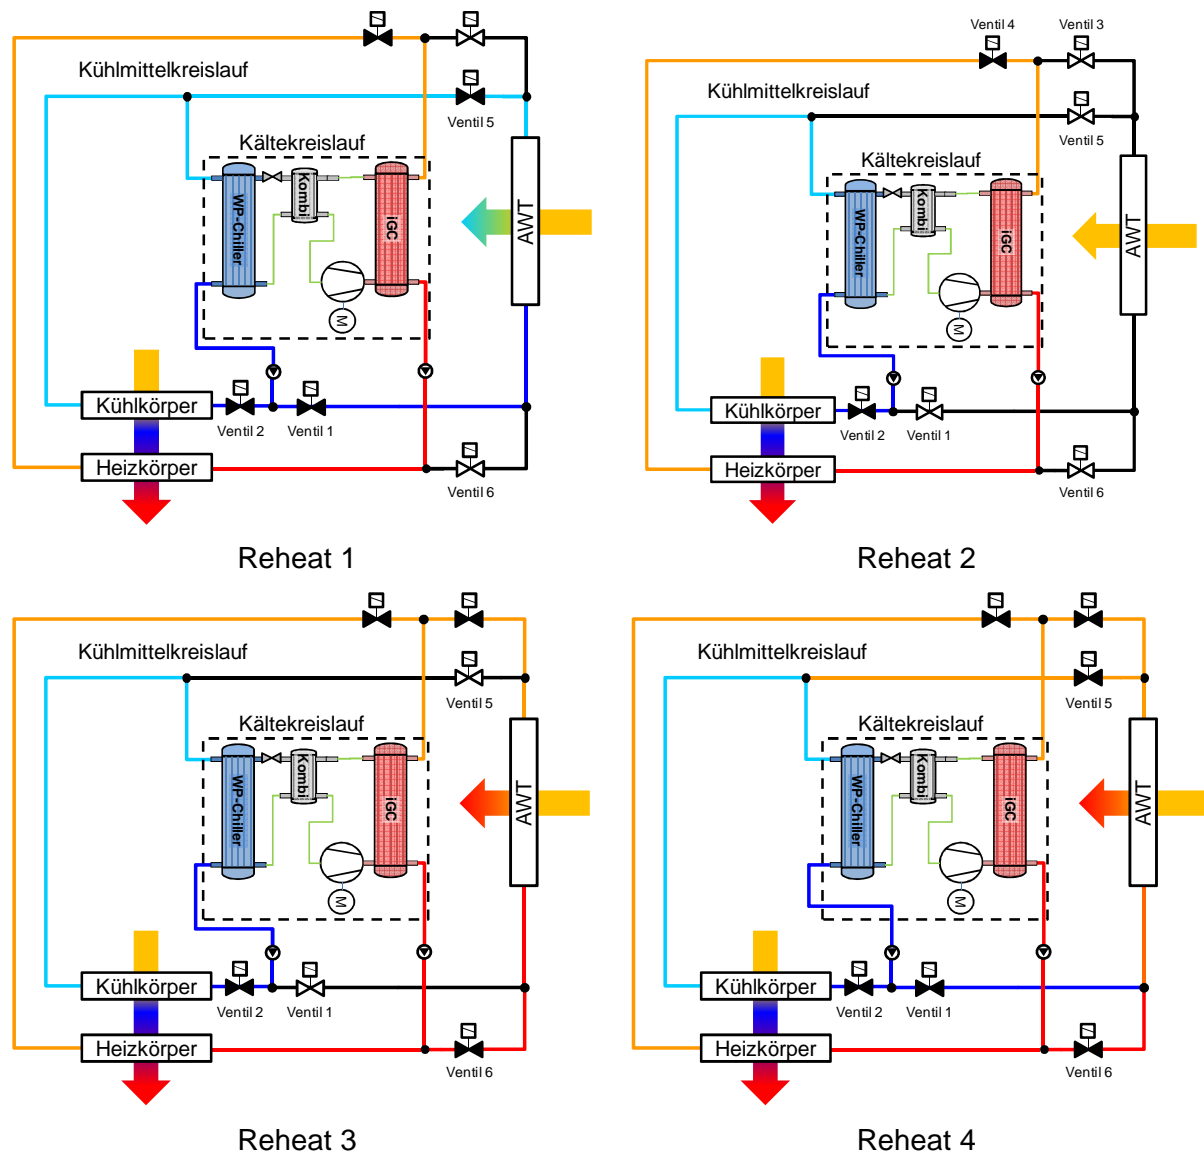 Kühlmittelkreislauf
Ventil 5
Kältekreislauf
WP-Chiller
Kombi
iGC
AWT
M
Kühlkörper
Ventil 2
Ventil 1
Heizkörper
Ventil 6
Reheat 1
Ventil 4
Ventil 3
Kühlmittelkreislauf
Ventil 5
Kältekreislauf
WP-Chiller
Kombi
iGC
AWT
M
Kühlkörper
Ventil 2
Ventil 1
Heizkörper
Ventil 6
Reheat 2
Kühlmittelkreislauf
Ventil 5
Kältekreislauf
WP-Chiller
Kombi
iGC
AWT
M
Kühlkörper
Ventil 2
Ventil 1
Heizkörper
Ventil 6
Reheat 3
Kühlmittelkreislauf
Ventil 5
Kältekreislauf
WP-Chiller
Kombi
iGC
AWT
M
Kühlkörper
Ventil 2
Ventil 1
Heizkörper
Ventil 6
Reheat 4